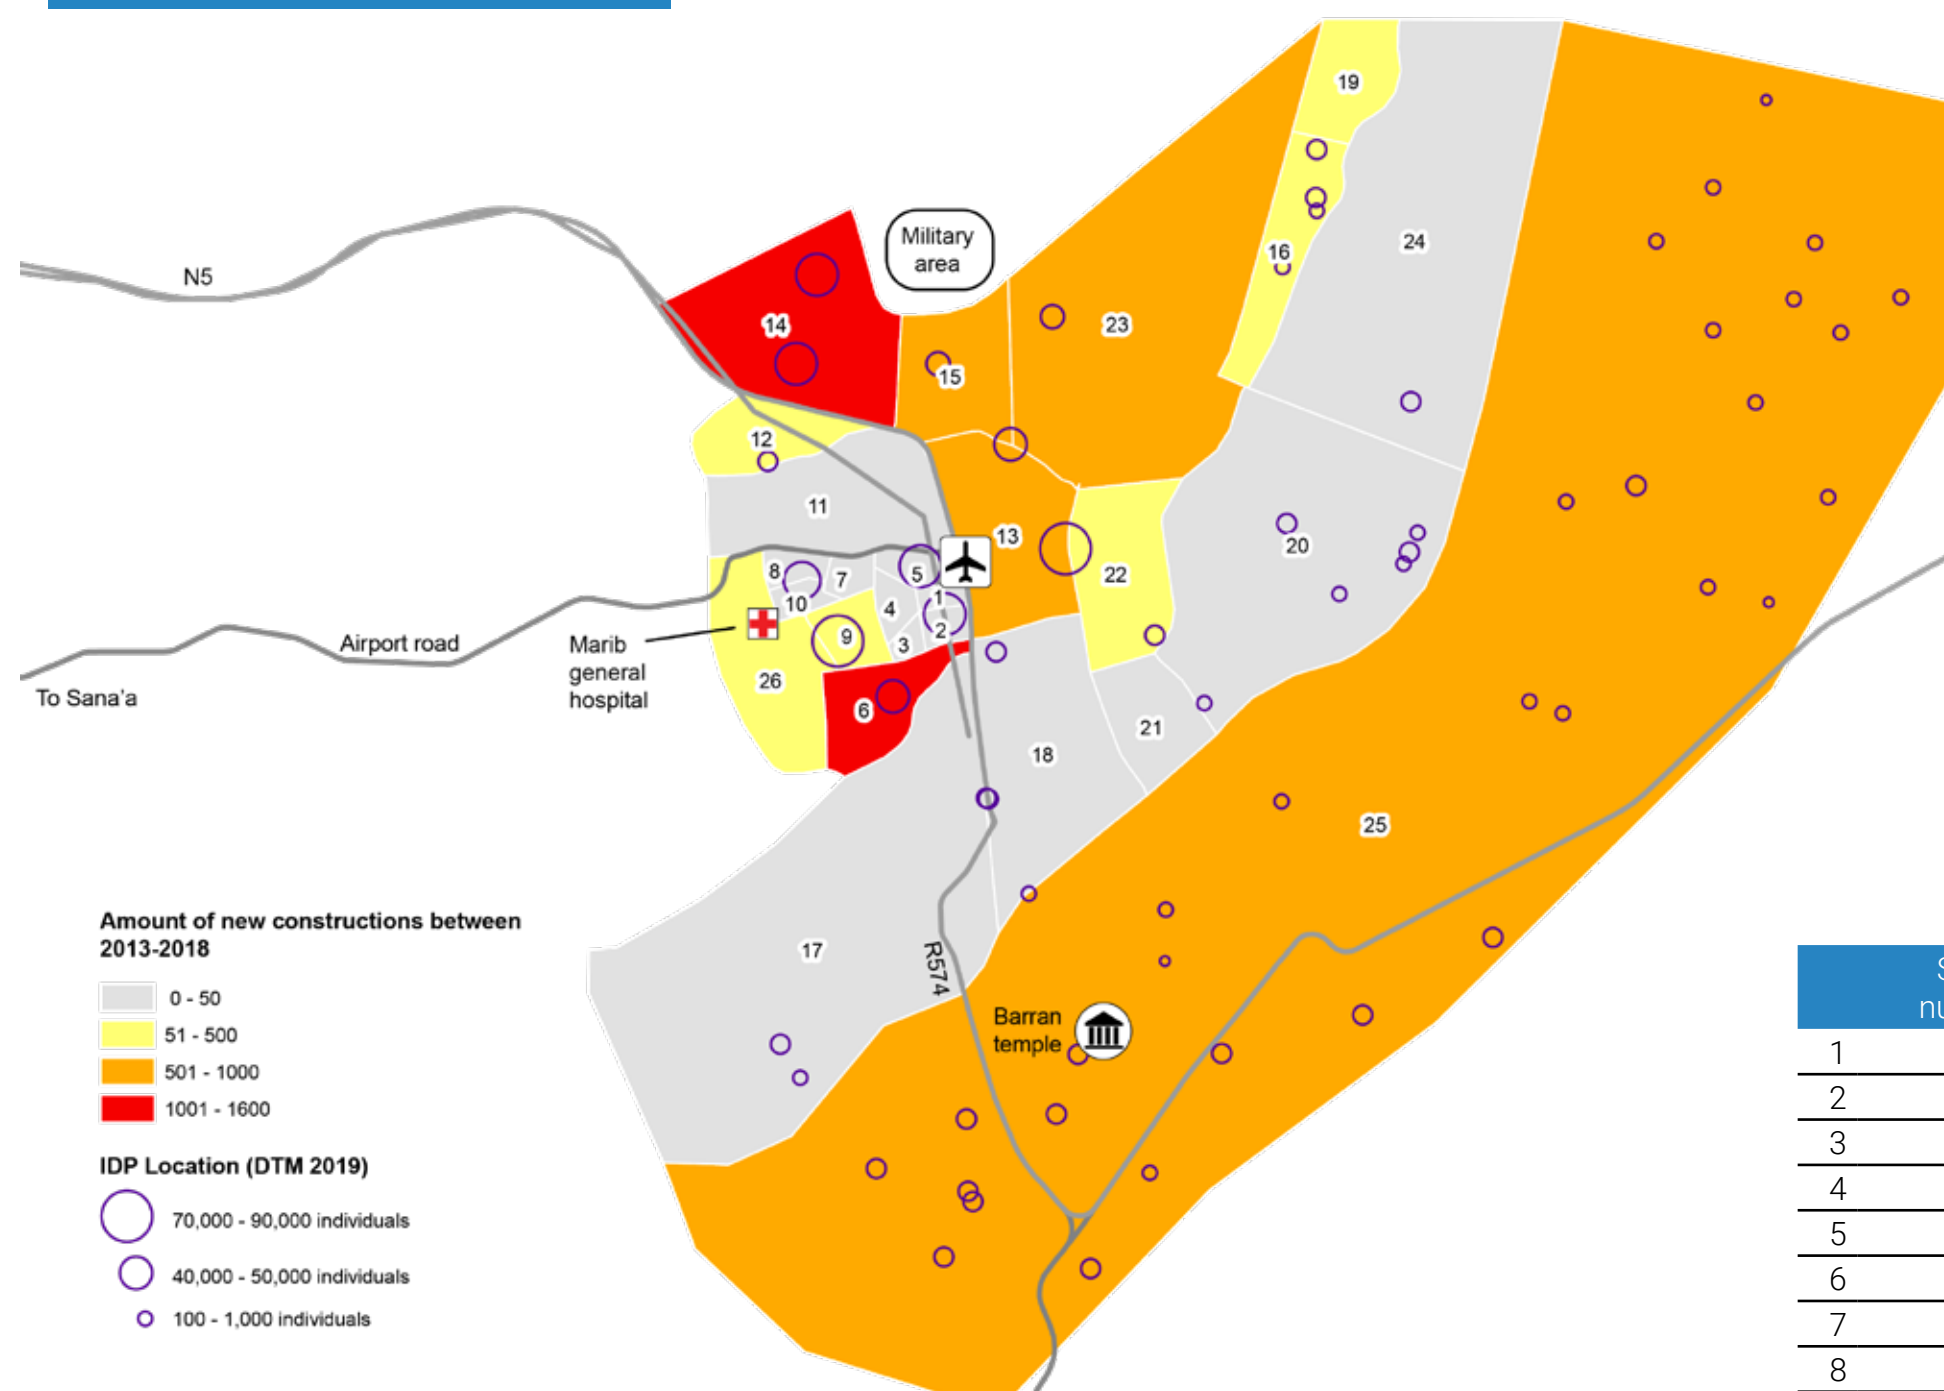 19
Military
area
24
16
N5
14
23
15
12
11
13
20
5
8
7
22
1
10
4
2
9
3
Airport road
Marib
general
hospital
26
To Sana'a
6
21
18
25
Amount of new constructions between
2013-2018
17
R574
0 - 50
51 - 500
501 - 1000
1001 - 1600
Barran
temple
IDP Location (DTM 2019)
70,000 - 90,000 individuals
40,000 - 50,000 individuals
100 - 1,000 individuals
1
2
3
4
5
6
7
8